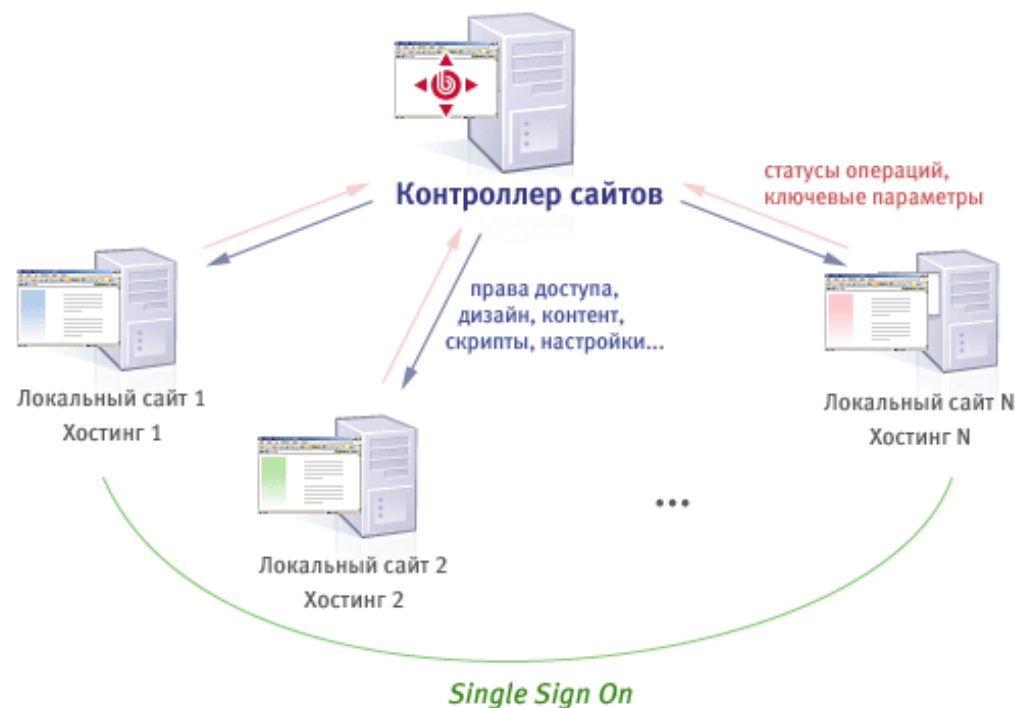 Контроллер сайтов
статусы операций,
ключевые параметры
права доступа,
дизайн, контент,
скрипты, настройки...
Локальный сайт 1
Хостинг 1
Локальный сайт N
Хостинг N
...
Локальный сайт 2
Хостинг 2
Single Sign On